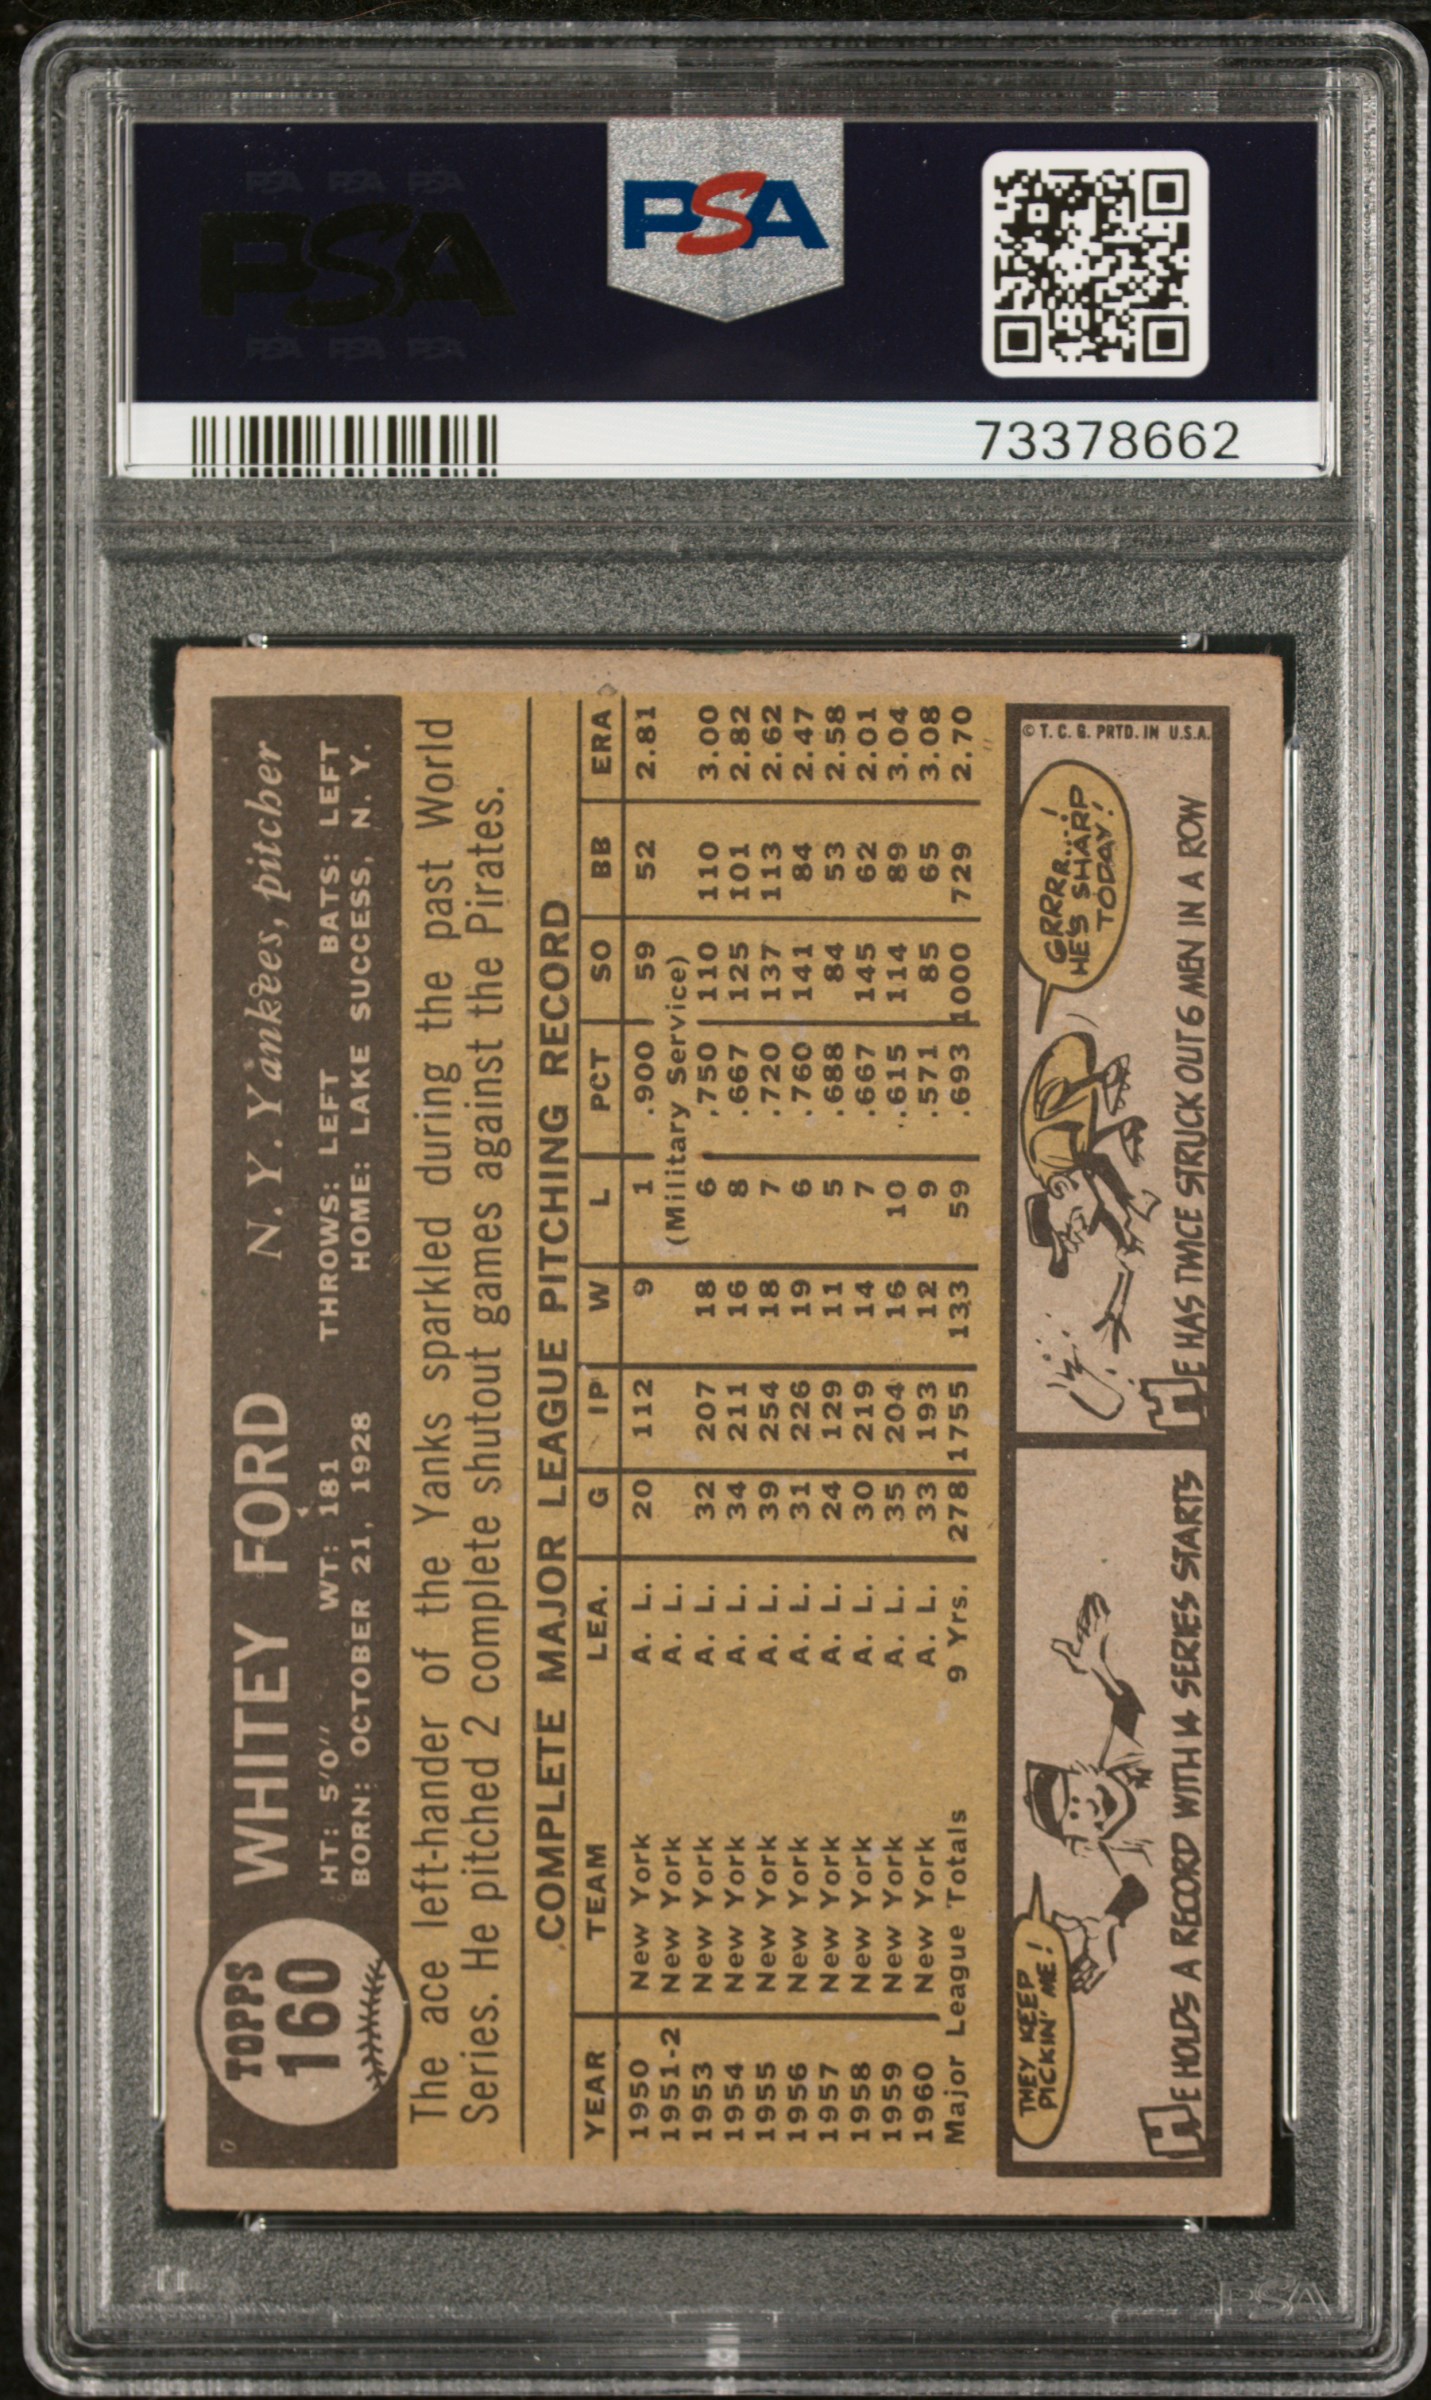 PSA PSA PSA
PSA
PSA PSA PSA
PSA
73378662
TOPPS
160
WHITEY FORD N. Y. Yankees, pitcher
HT: 5'0" WT: 181 THROWS: LEFT BATS: LEFT
BORN: OCTOBER 21, 1928 HOME: LAKE SUCCESS, N. Y.
The ace left-hander of the Yanks sparkled during the past World
Series. He pitched 2 complete shutout games against the Pirates.
COMPLETE MAJOR LEAGUE PITCHING RECORD
YEAR TEAM LEA. G IP W L PCT SO BB ERA
1950 New York A. L. 20 112 9 1 .900 59 52 2.81
1951-2 New York A. L. (Military Service)
1953 New York A. L. 32 207 18 6 .750 110 110 3.00
1954 New York A. L. 34 211 16 8 .667 125 101 2.82
1955 New York A. L. 39 254 18 7 .720 137 113 2.62
1956 New York A. L. 31 226 19 6 .760 141 84 2.47
1957 New York A. L. 24 129 11 5 .688 84 53 2.58
1958 New York A. L. 30 219 14 7 .667 145 62 2.01
1959 New York A. L. 35 204 16 10 .615 114 89 3.04
1960 New York A. L. 33 193 12 9 .571 85 65 3.08
Major League Totals 9 Yrs. 278 1755 133 59 .693 1000 729 2.70
THEY KEEP
PICKIN' ME!
HE HOLDS A RECORD WITH 14 SERIES STARTS
GRRRR...!
HE'S SHARP
TODAY!
HE HAS TWICE STRUCK OUT 6 MEN IN A ROW
© T. C. G. PRTD. IN U.S.A.
PSA